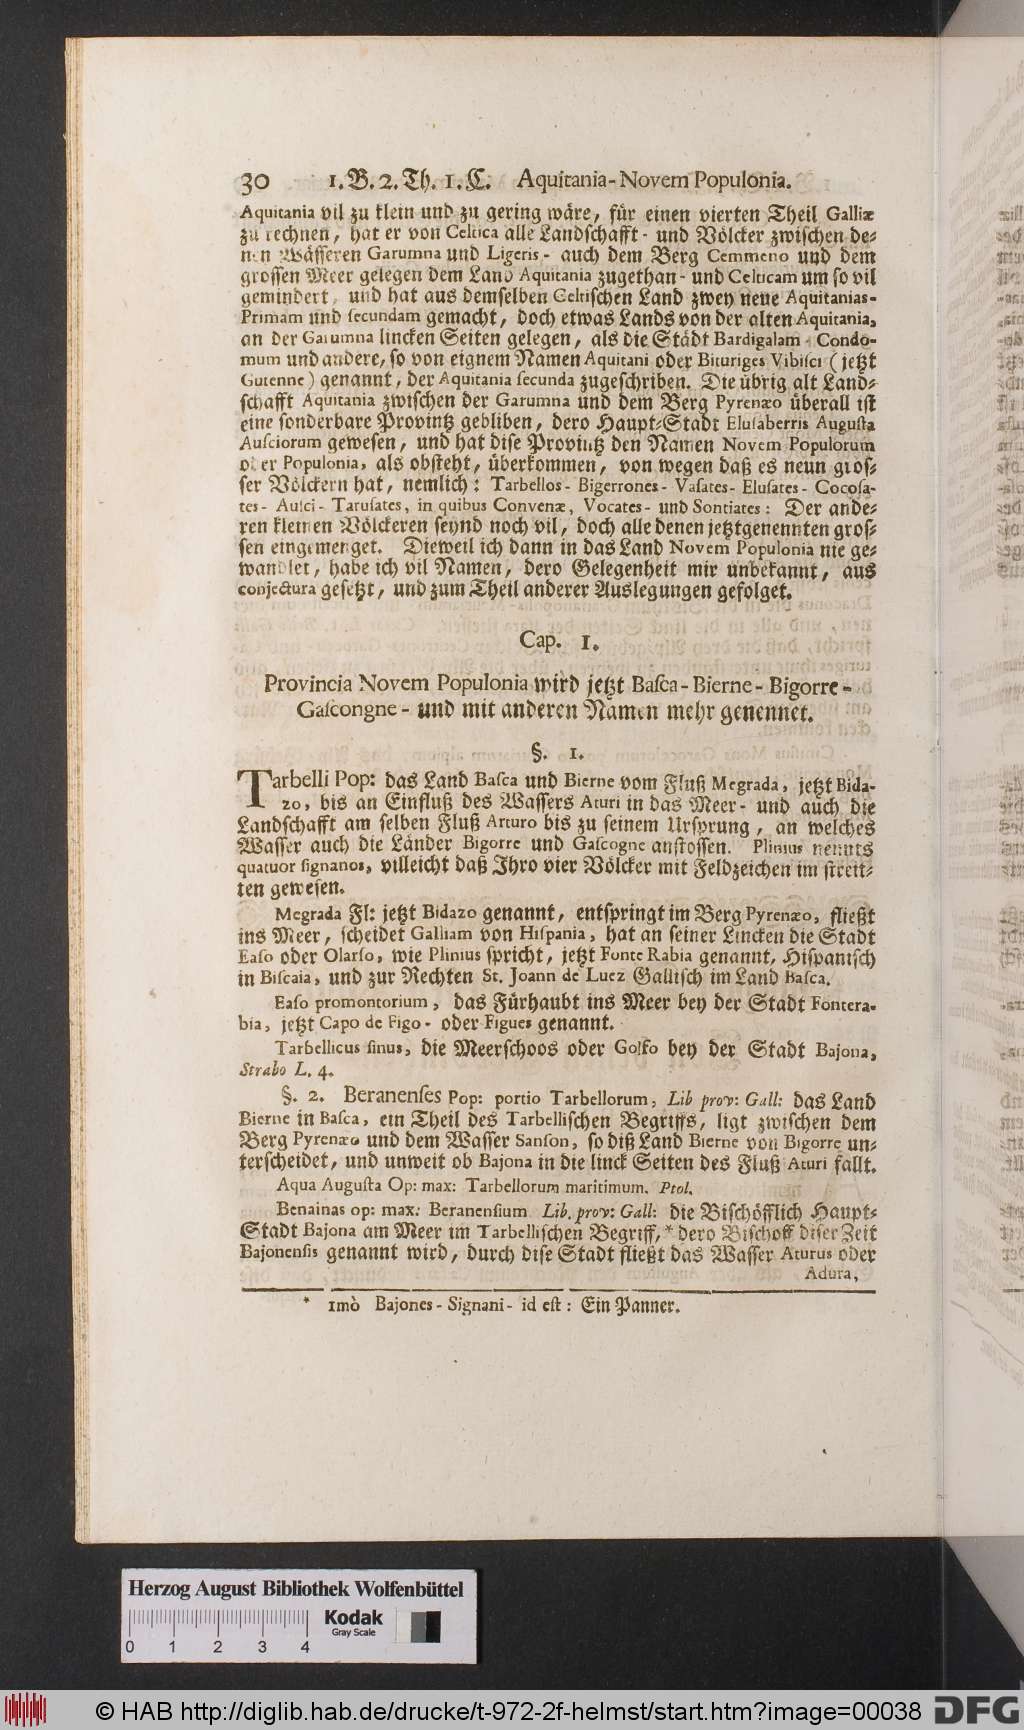 30 1. B. 2. Th. 1. C. Aquitania-Novem Populonia.
Aquitania vil zu klein und zu gering wäre, für einen vierten Theil Galliæ
zu rechnen, hat er von Celtica alle Landschafft- und Völcker zwischen de-
nen Wässeren Garumna und Ligeris- auch dem Berg Cemmeno und dem
grossen Meer gelegen dem Land Aquitania zugethan- und Celticam um so vil
gemindert, und hat aus demselben Celtischen Land zwey neue Aquitanias-
Primam und secundam gemacht, doch etwas Lands von der alten Aquitania,
an der Garumna lincken Seiten gelegen, als die Städt Bardigalam- Condo-
mum und andere, so von eignem Namen Aquitani oder Bituriges Vibisci (jetzt
Gutenne) genannt, der Aquitania secunda zugeschriben. Die übrig alt Land-
schafft Aquitania zwischen der Garumna und dem Berg Pyrenæo überall ist
eine sonderbare Provintz gebliben, dero Haupt-Stadt Elusaberris Augusta
Ausciorum gewesen, und hat dise Provintz den Namen Novem Populorum
oder Populonia, als obsteht, überkommen, von wegen daß es neun gros-
ser Völckern hat, nemlich: Tarbellos- Bigerrones- Vasates- Elusates- Cocosa-
tes- Ausci- Tarusates, in quibus Convenæ, Vocates- und Sontiates: Der ande-
ren kleinen Völckeren seynd noch vil, doch alle denen jetztgenennten gros-
sen eingemenget. Dieweil ich dann in das Land Novem Populonia nie ge-
wandlet, habe ich vil Namen, dero Gelegenheit mir unbekannt, aus
conjectura gesetzt, und zum Theil anderer Auslegungen gefolget.
Cap. 1.
Provincia Novem Populonia wird jetzt Basca-Bierne-Bigorre-
Gascongne- und mit anderen Namen mehr genennet.
§. 1.
Tarbelli Pop: das Land Basca und Bierne vom Fluß Megrada, jetzt Bida-
zo, bis an Einfluß des Wassers Aturi in das Meer- und auch die
Landschafft am selben Fluß Arturo bis zu seinem Ursprung, an welches
Wasser auch die Länder Bigorre und Gascogne anstossen. Plinius nennts
quatuor signanos, villeicht daß Ihro vier Völcker mit Feldzeichen im streit-
ten gewesen.
Megrada Fl: jetzt Bidazo genannt, entspringt im Berg Pyrenæo, fließt
ins Meer, scheidet Galliam von Hispania, hat an seiner Lincken die Stadt
Easo oder Olarso, wie Plinius spricht, jetzt Fonte Rabia genannt, Hispanisch
in Biscaia, und zur Rechten St. Joann de Luez Gallisch im Land Basca.
Easo promontorium, das Fürhaubt ins Meer bey der Stadt Fontera-
bia, jetzt Capo de Figo- oder Figues genannt.
Tarbellicus sinus, die Meerschoos oder Golfo bey der Stadt Bajona,
Strabo L. 4.
§. 2. Beranenses Pop: portio Tarbellorum, Lib prov: Gall: das Land
Bierne in Basca, ein Theil des Tarbellischen Begriffs, ligt zwischen dem
Berg Pyrenæo und dem Wasser Sanson, so diß Land Bierne von Bigorre un-
terscheidet, und unweit ob Bajona in die linck Seiten des Fluß Aturi fallt.
Aqua Augusta Op: max: Tarbellorum maritimum. Ptol.
Benainas op: max: Beranensium Lib. prov: Gall: die Bischöfflich Haupt-
Stadt Bajona am Meer im Tarbellischen Begriff,* dero Bischoff diser Zeit
Bajonensis genannt wird, durch dise Stadt fließt das Wasser Aturus oder
Adura,
* imò Bajones- Signani- id est: Ein Panner.
Herzog August Bibliothek Wolfenbüttel
Kodak
Gray Scale
0 1 2 3 4
© HAB http://diglib.hab.de/drucke/t-972-2f-helmst/start.htm?image=00038 DFG